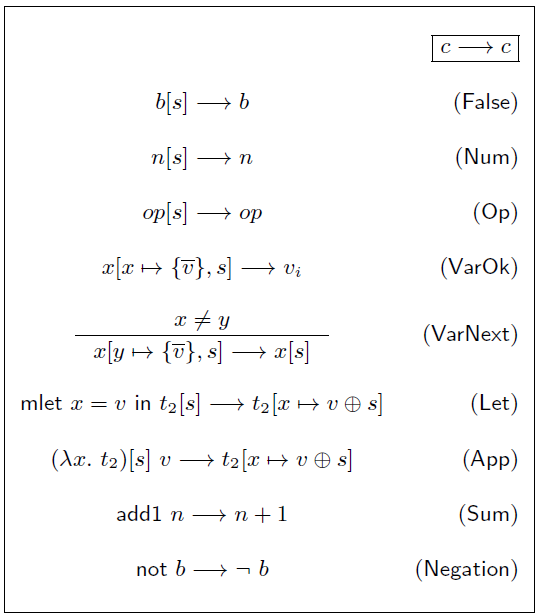 c ⟶ c
b[s] ⟶ b (False)
n[s] ⟶ n (Num)
op[s] ⟶ op (Op)
x[x ↦ {v̅}, s] ⟶ vᵢ (VarOk)
x ≠ y
x[y ↦ {v̅}, s] ⟶ x[s] (VarNext)
mlet x = v in t₂[s] ⟶ t₂[x ↦ v ⊕ s] (Let)
(λx. t₂)[s] v ⟶ t₂[x ↦ v ⊕ s] (App)
add1 n ⟶ n + 1 (Sum)
not b ⟶ ¬ b (Negation)